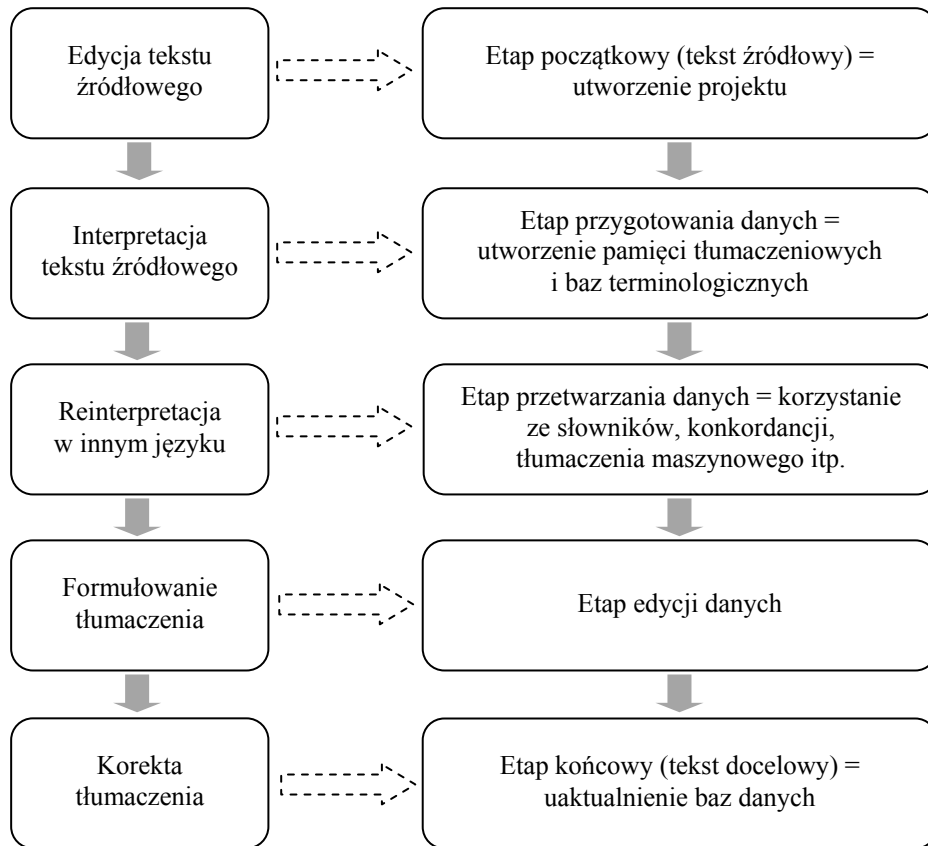 Edycja tekstu
źródłowego
Etap początkowy (tekst źródłowy) =
utworzenie projektu
Interpretacja
tekstu źródłowego
Etap przygotowania danych =
utworzenie pamięci tłumaczeniowych
i baz terminologicznych
Reinterpretacja
w innym języku
Etap przetwarzania danych = korzystanie
ze słowników, konkordancji,
tłumaczenia maszynowego itp.
Formułowanie
tłumaczenia
Etap edycji danych
Korekta
tłumaczenia
Etap końcowy (tekst docelowy) =
uaktualnienie baz danych